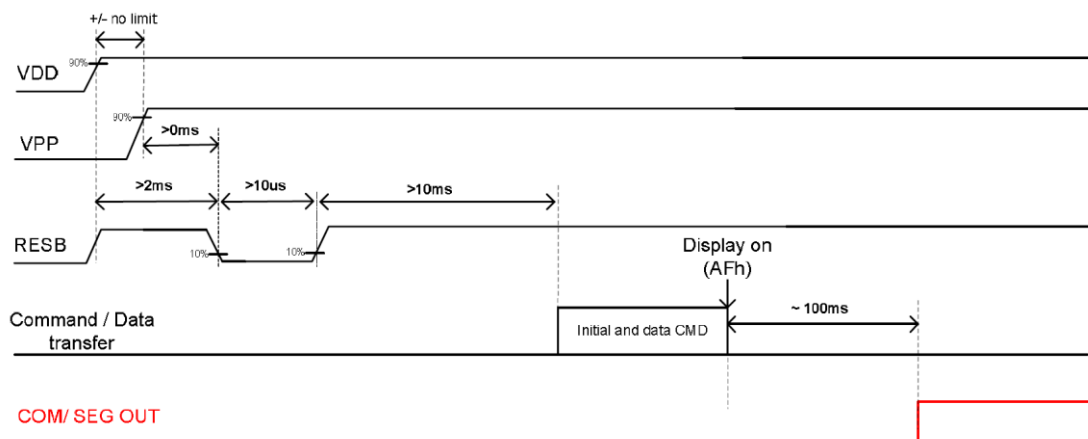 +/- no limit
VDD
90%
VPP
90%
>0ms
>2ms
>10us
>10ms
RESB
10%
10%
Display on
(AFh)
Command / Data
transfer
Initial and data CMD
~ 100ms
COM/ SEG OUT